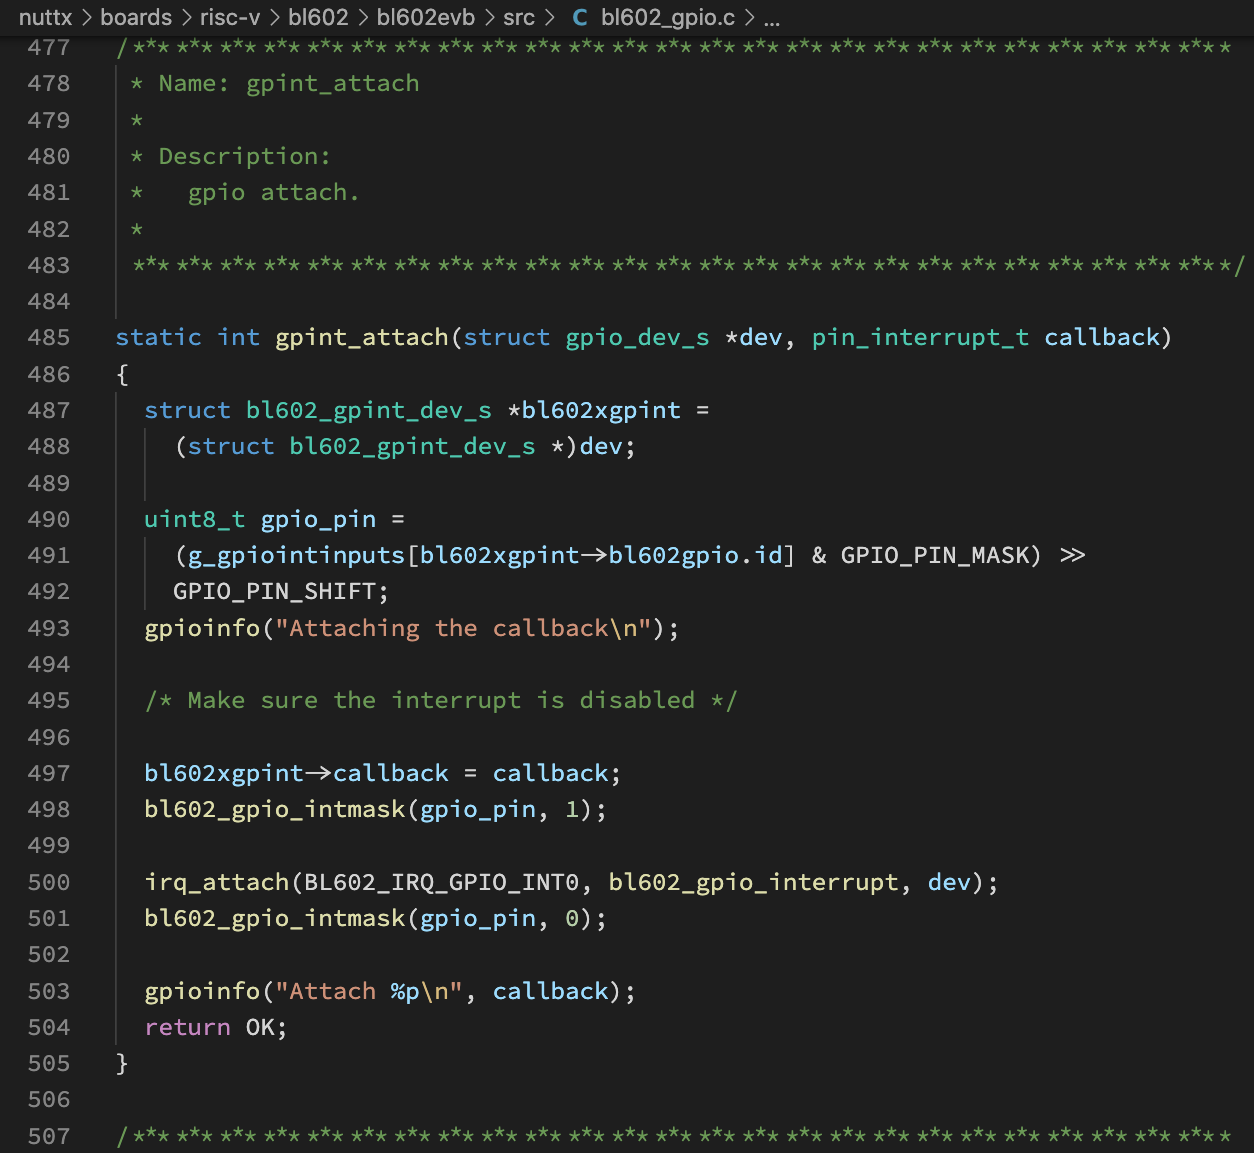 nuttx > boards > risc-v > bl602 > bl602evb > src > C bl602_gpio.c > ...
477 /****************************************************************************
478  * Name: gpint_attach
479  *
480  * Description:
481  *   gpio attach.
482  *
483  ****************************************************************************/
484
485 static int gpint_attach(struct gpio_dev_s *dev, pin_interrupt_t callback)
486 {
487   struct bl602_gpint_dev_s *bl602xgpint =
488     (struct bl602_gpint_dev_s *)dev;
489
490   uint8_t gpio_pin =
491     (g_gpiointinputs[bl602xgpint->bl602gpio.id] & GPIO_PIN_MASK) >>
492     GPIO_PIN_SHIFT;
493   gpioinfo("Attaching the callback\n");
494
495   /* Make sure the interrupt is disabled */
496
497   bl602xgpint->callback = callback;
498   bl602_gpio_intmask(gpio_pin, 1);
499
500   irq_attach(BL602_IRQ_GPIO_INT0, bl602_gpio_interrupt, dev);
501   bl602_gpio_intmask(gpio_pin, 0);
502
503   gpioinfo("Attach %p\n", callback);
504   return OK;
505 }
506
507 /****************************************************************************